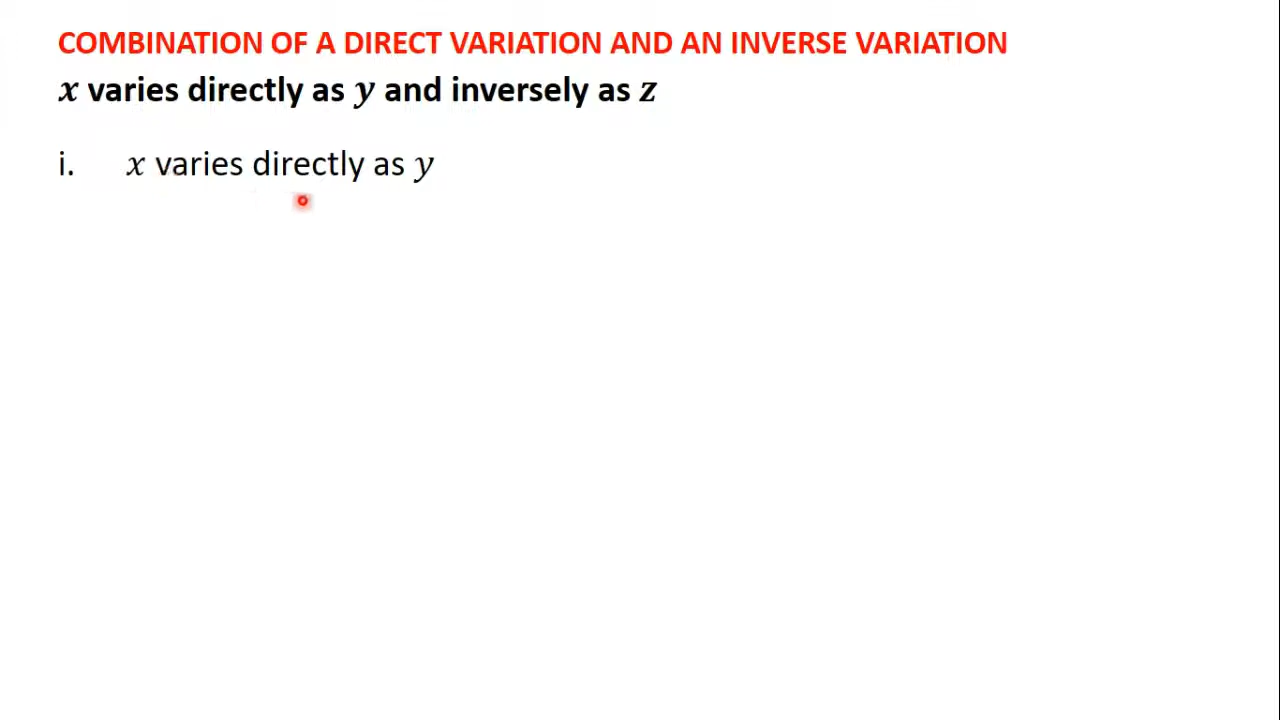 COMBINATION OF A DIRECT VARIATION AND AN INVERSE VARIATION
x varies directly as y and inversely as z
i. x varies directly as y